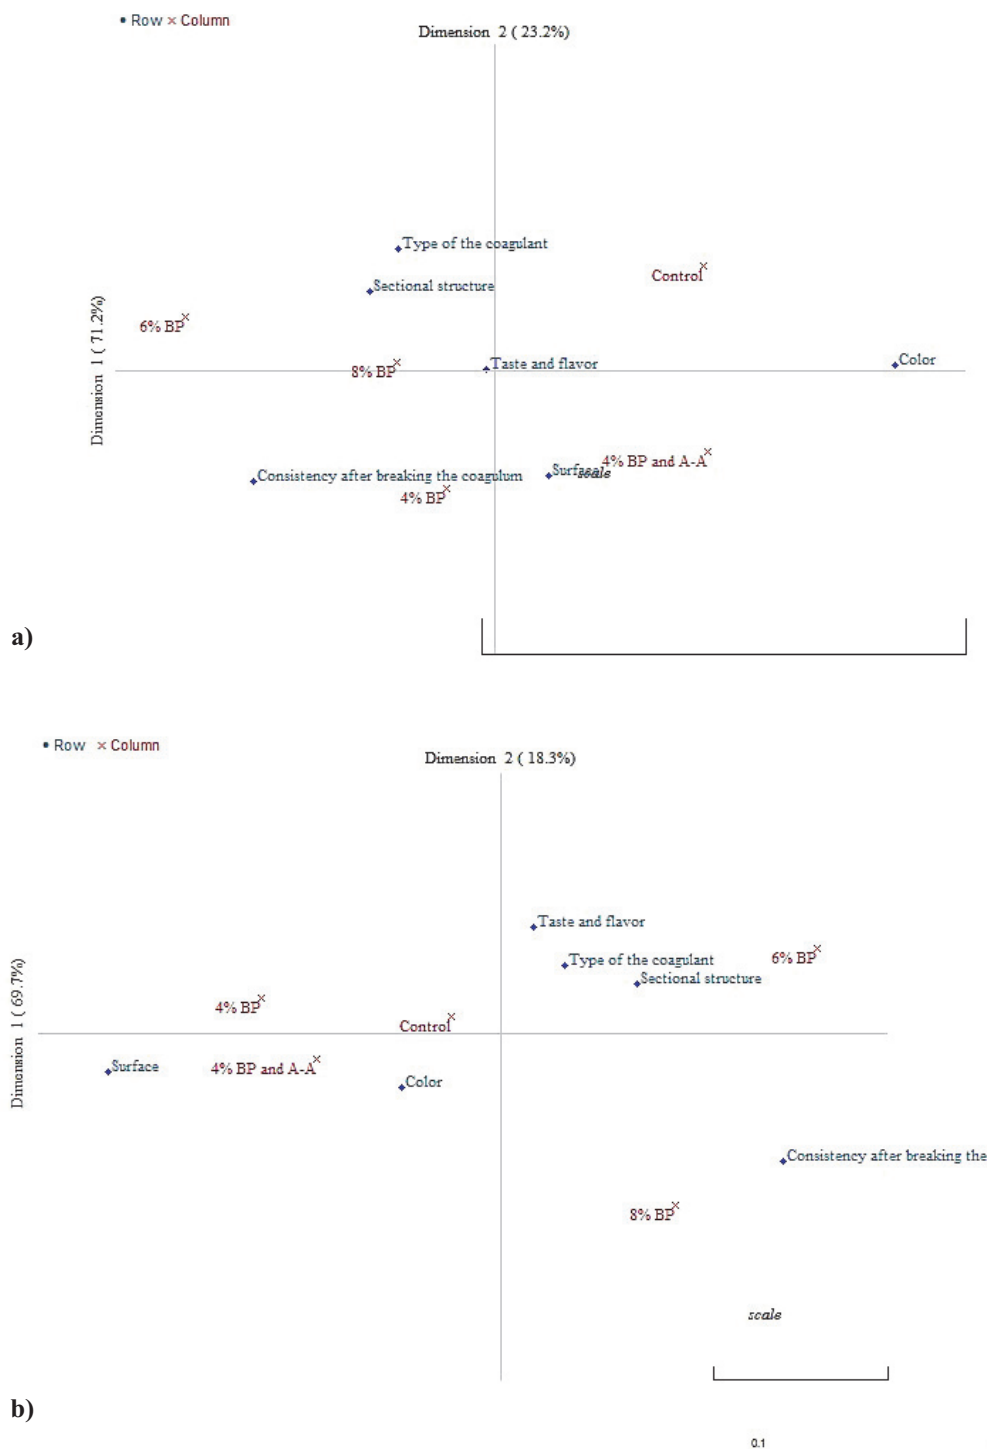 • Row × Column
Dimension 2 ( 23.2%)
Type of the coagulant
Control
Sectional structure
Dimension 1 ( 71.2%)
6% BP
8% BP
Taste and flavor
Color
Consistency after breaking the coagulum
4% BP
Surface
scale
4% BP and A-A
a)
• Row × Column
Dimension 2 ( 18.3%)
Taste and flavor
Type of the coagulant
6% BP
Sectional structure
Dimension 1 ( 69.7%)
4% BP
Control
Surface
4% BP and A-A
Color
Consistency after breaking the
8% BP
scale
b)
0.1